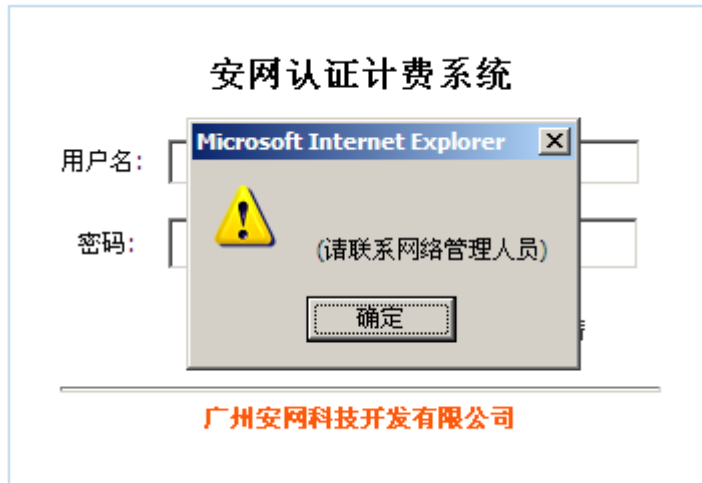 安网认证计费系统
Microsoft Internet Explorer
用户名:
密码:
(请联系网络管理人员)
确定
广州安网科技开发有限公司